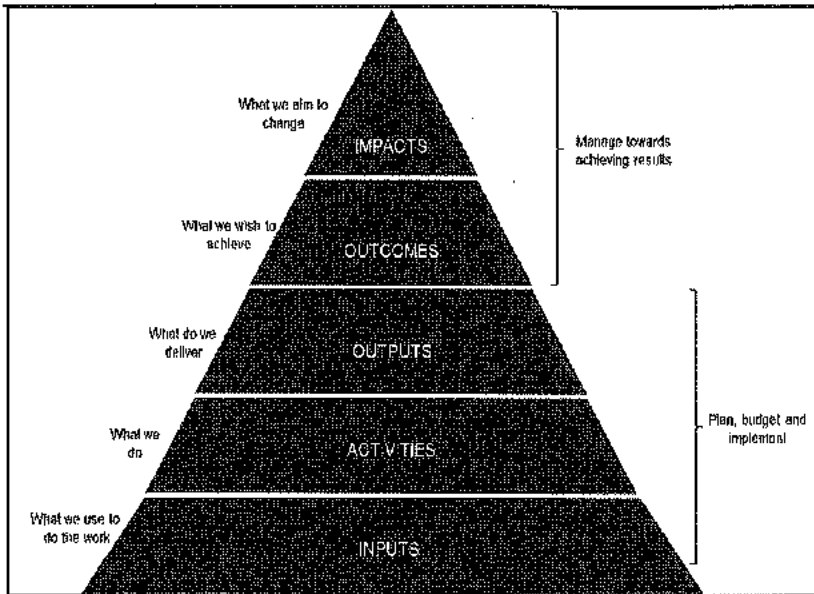 What we aim to
change
IMPACTS
Manage towards
achieving results
What we wish to
achieve
OUTCOMES
What do we
deliver
OUTPUTS
Plan, budget and
implement
What we
do
ACTIVITIES
What we use to
do the work
INPUTS